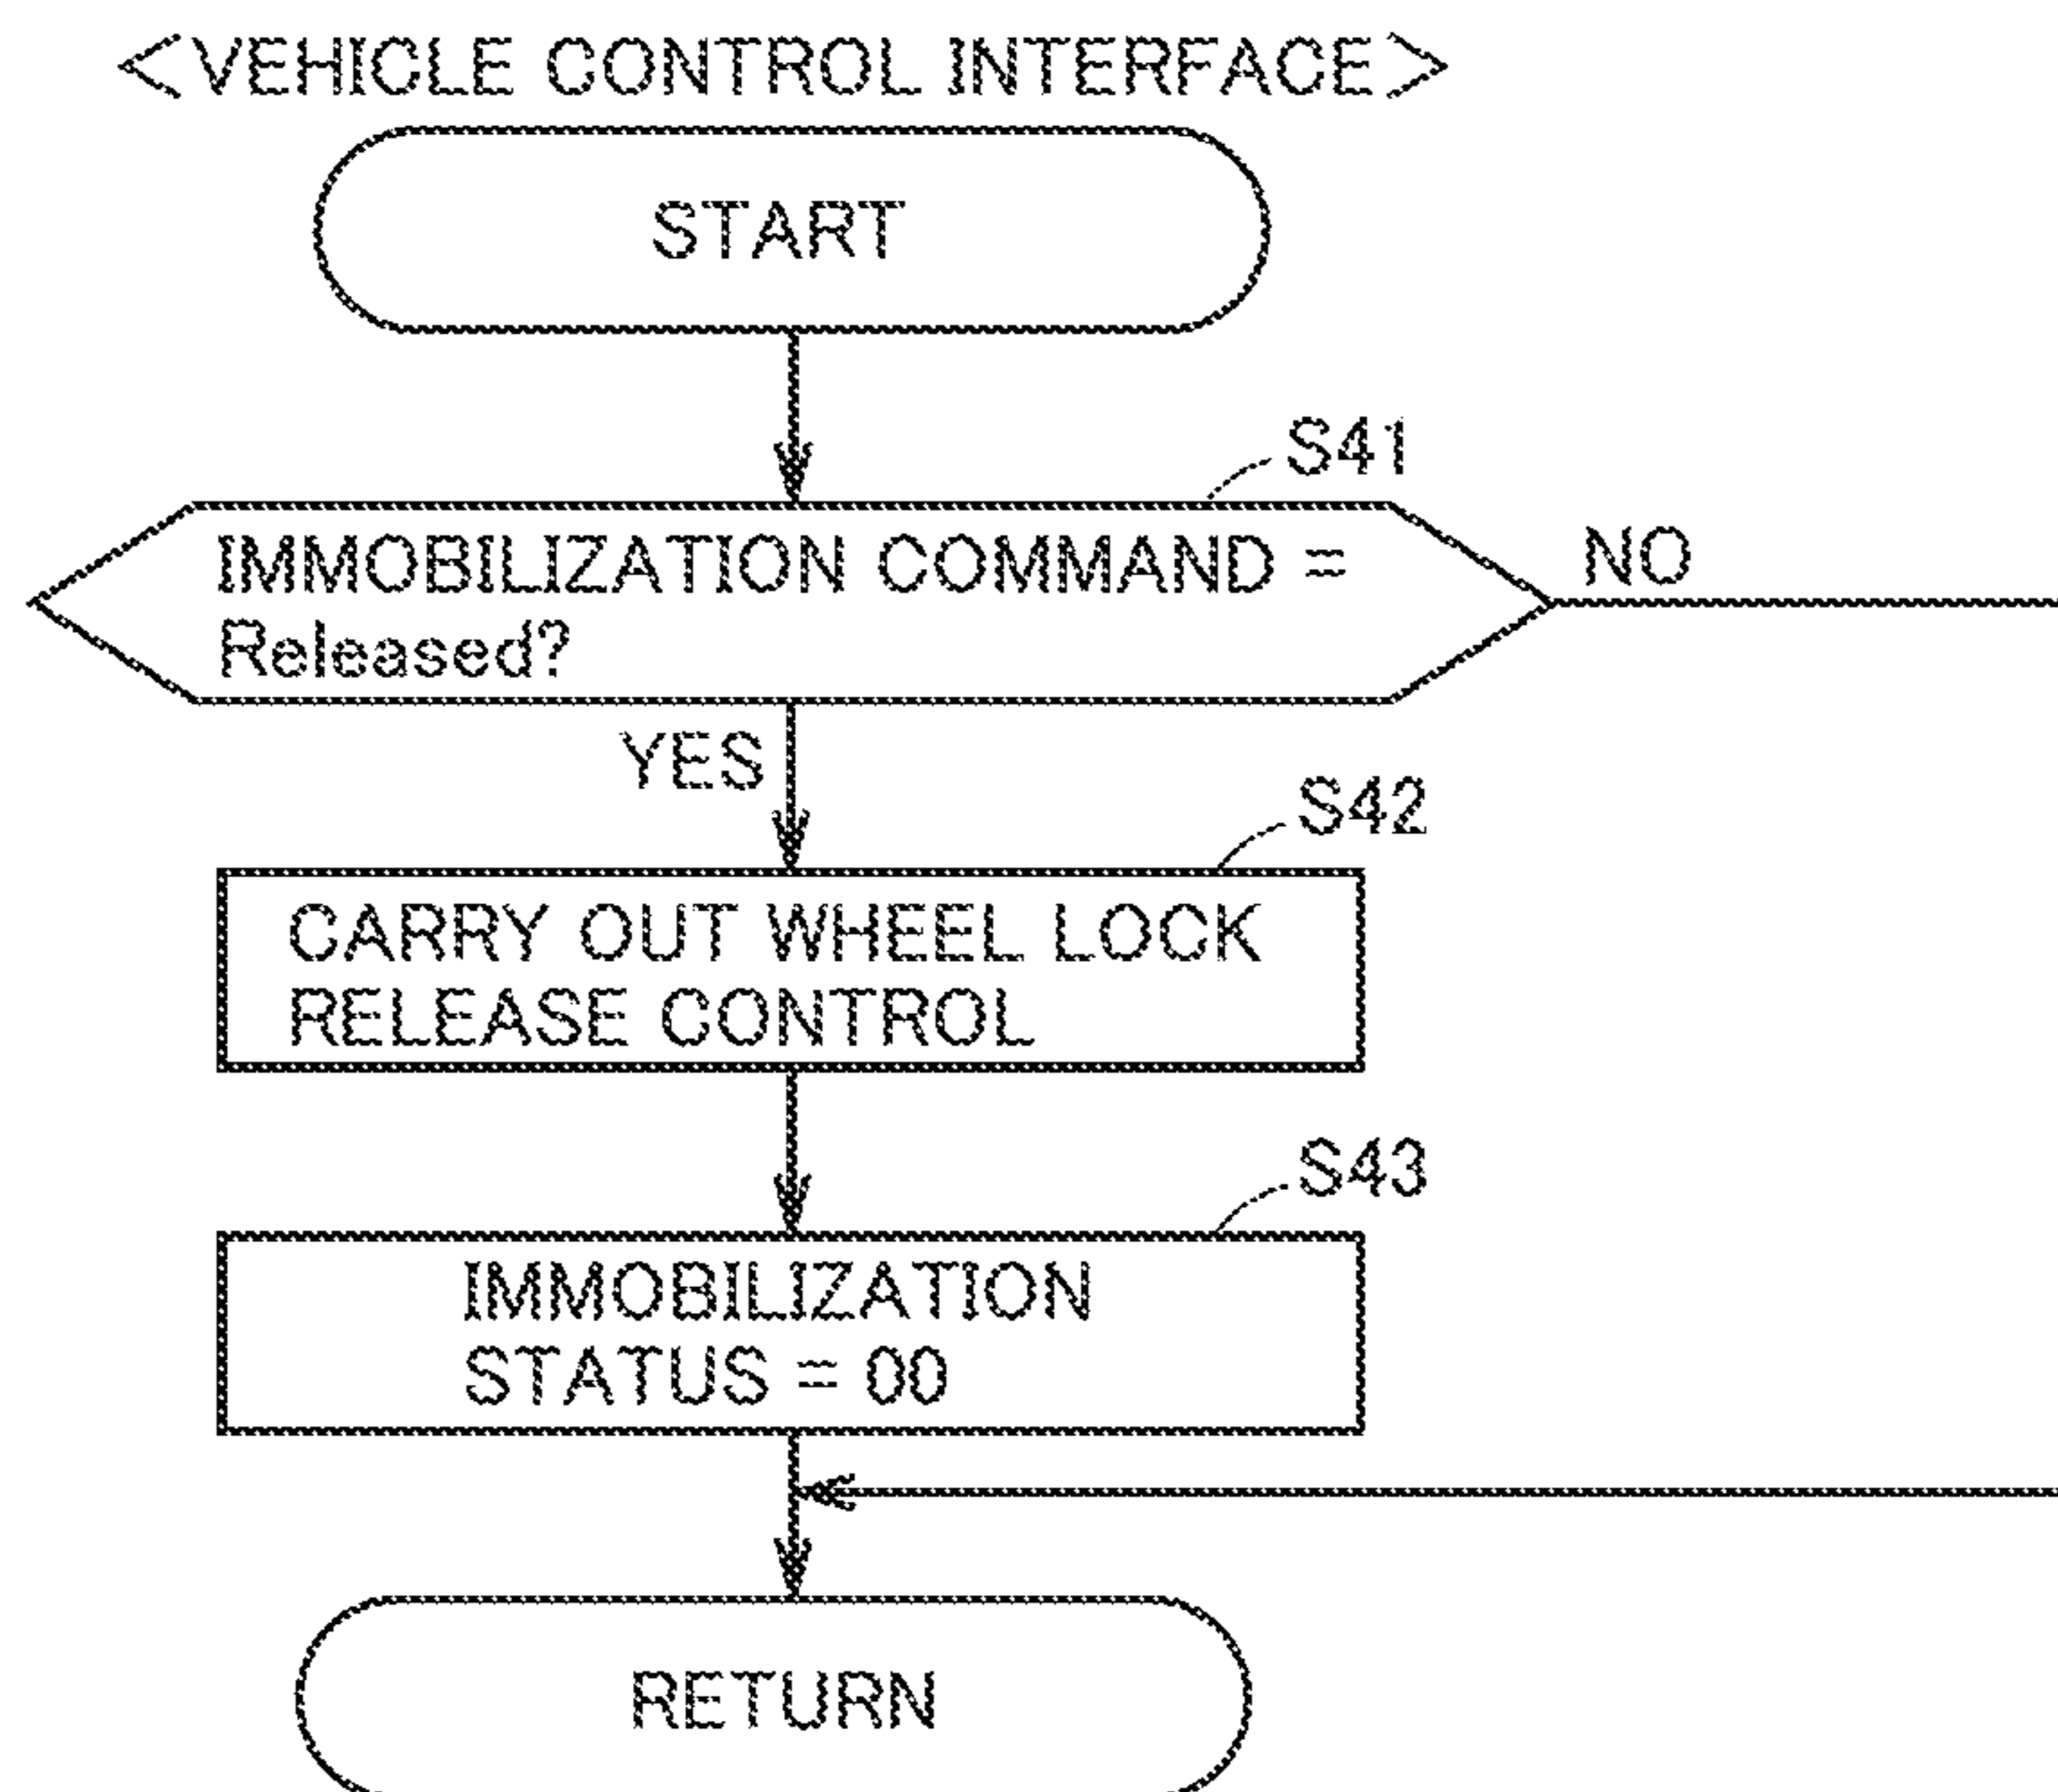 <VEHICLE CONTROL INTERFACE>
START
S41
IMMOBILIZATION COMMAND =
Released?
NO
YES
S42
CARRY OUT WHEEL LOCK
RELEASE CONTROL
S43
IMMOBILIZATION
STATUS = 00
RETURN